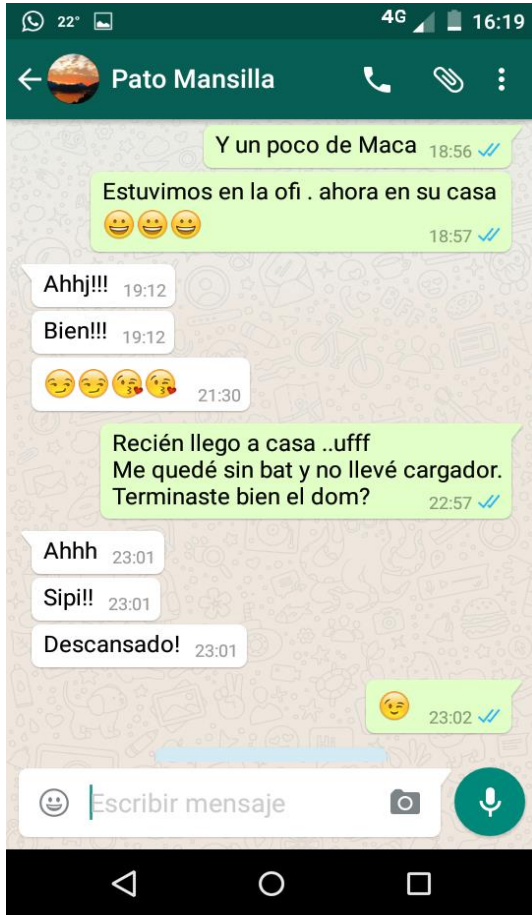 22° 4G 16:19
Pato Mansilla
Y un poco de Maca 18:56
Estuvimos en la ofi . ahora en su casa
😀😀😀 18:57
Ahhj!!! 19:12
Bien!!! 19:12
😏😏😘😘 21:30
Recién llego a casa ..ufff
Me quedé sin bat y no llevé cargador.
Terminaste bien el dom? 22:57
Ahhh 23:01
Sipi!! 23:01
Descansado! 23:01
😉 23:02
Escribir mensaje